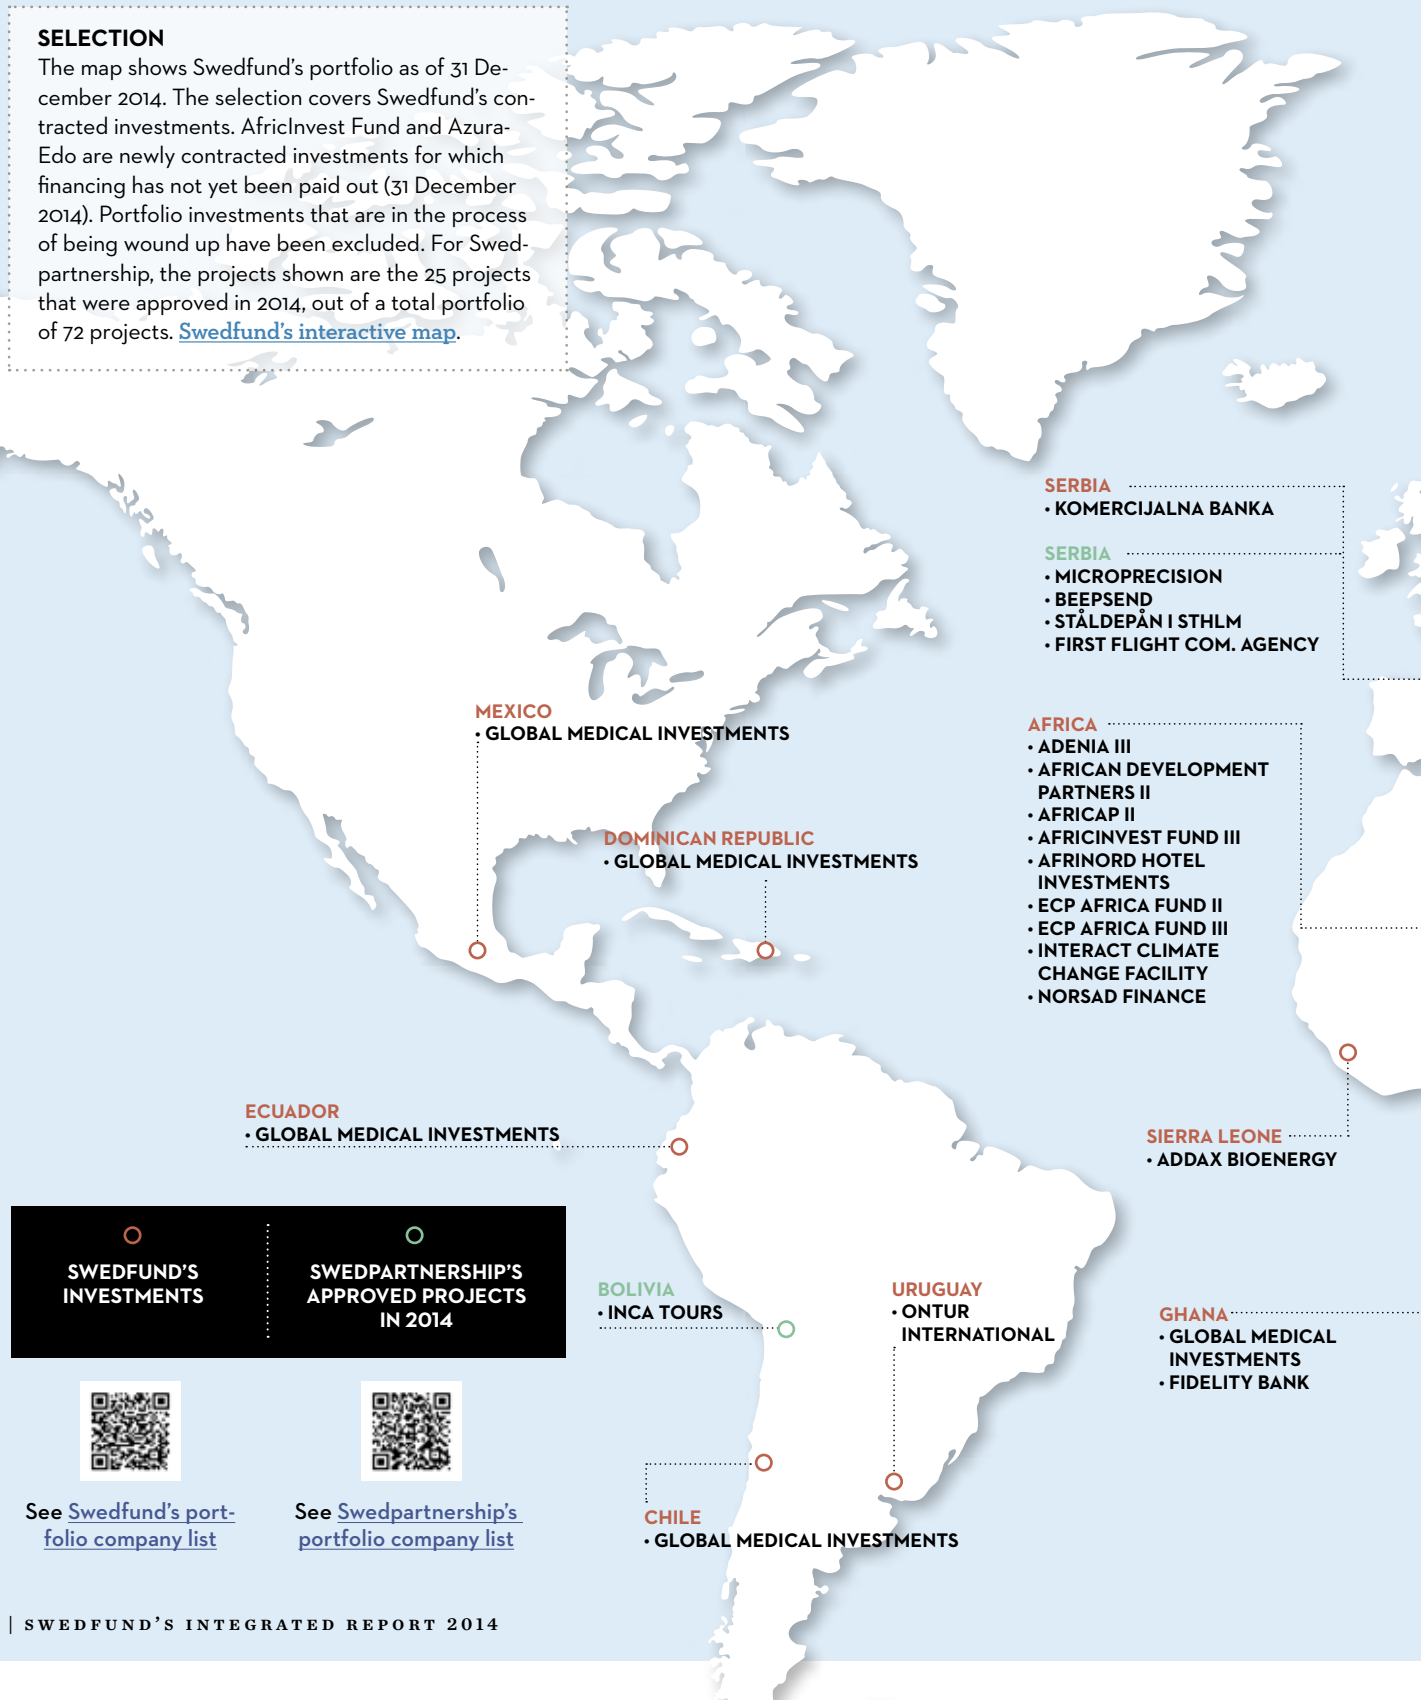 SELECTION
The map shows Swedfund's portfolio as of 31 De-
cember 2014. The selection covers Swedfund's con-
tracted investments. AfricInvest Fund and Azura-
Edo are newly contracted investments for which
financing has not yet been paid out (31 December
2014). Portfolio investments that are in the process
of being wound up have been excluded. For Swed-
partnership, the projects shown are the 25 projects
that were approved in 2014, out of a total portfolio
of 72 projects. Swedfund's interactive map.
SERBIA
• KOMERCIJALNA BANKA
SERBIA
• MICROPRECISION
• BEEPSEND
• STÅLDEPÅN I STHLM
• FIRST FLIGHT COM. AGENCY
MEXICO
• GLOBAL MEDICAL INVESTMENTS
DOMINICAN REPUBLIC
• GLOBAL MEDICAL INVESTMENTS
AFRICA
• ADENIA III
• AFRICAN DEVELOPMENT
PARTNERS II
• AFRICAP II
• AFRICINVEST FUND III
• AFRINORD HOTEL
INVESTMENTS
• ECP AFRICA FUND II
• ECP AFRICA FUND III
• INTERACT CLIMATE
CHANGE FACILITY
• NORSAD FINANCE
ECUADOR
• GLOBAL MEDICAL INVESTMENTS
SIERRA LEONE
• ADDAX BIOENERGY
SWEDFUND'S
INVESTMENTS
SWEDPARTNERSHIP'S
APPROVED PROJECTS
IN 2014
BOLIVIA
• INCA TOURS
URUGUAY
• ONTUR
INTERNATIONAL
GHANA
• GLOBAL MEDICAL
INVESTMENTS
• FIDELITY BANK
See Swedfund's port-
folio company list
See Swedpartnership's
portfolio company list
CHILE
• GLOBAL MEDICAL INVESTMENTS
| SWEDFUND'S INTEGRATED REPORT 2014